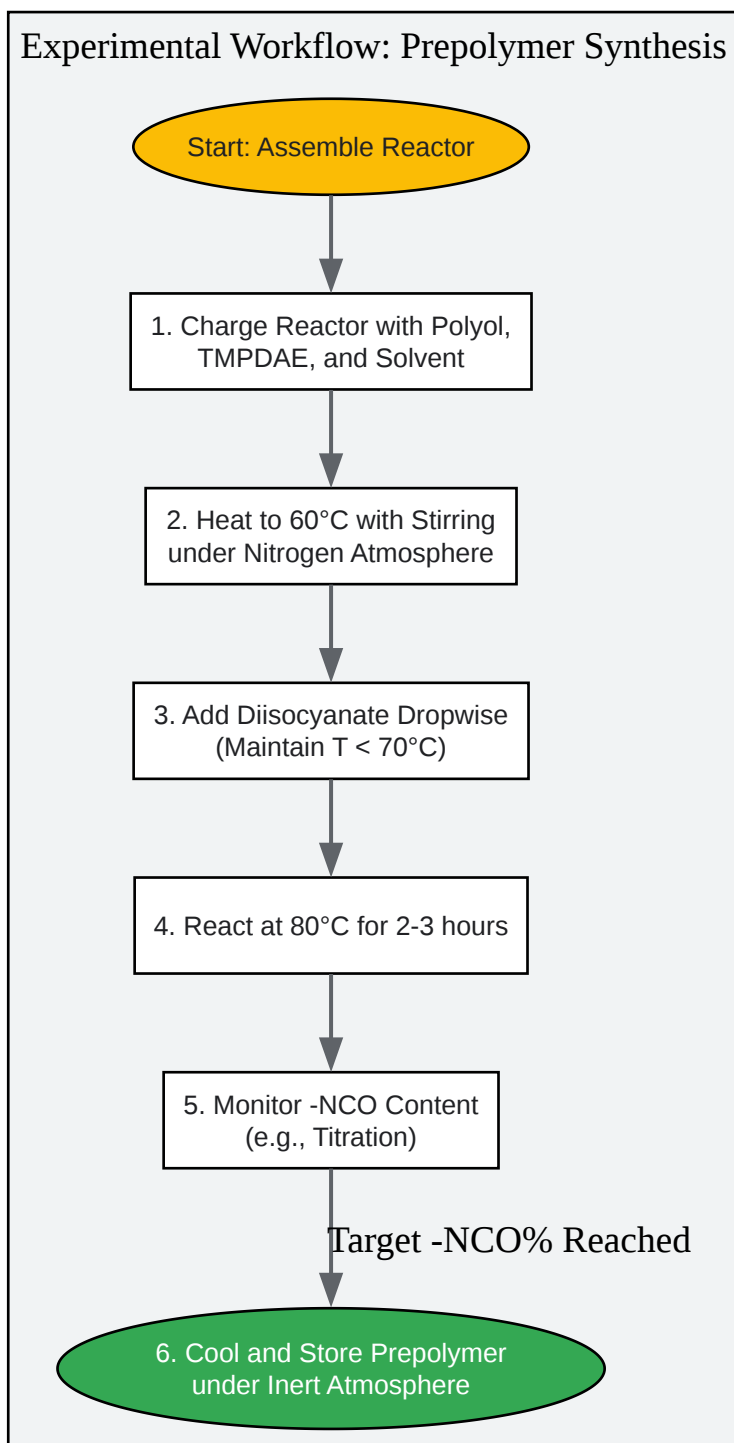 Experimental Workflow: Prepolymer Synthesis
Start: Assemble Reactor
1. Charge Reactor with Polyol,
TMPDAE, and Solvent
2. Heat to 60°C with Stirring
under Nitrogen Atmosphere
3. Add Diisocyanate Dropwise
(Maintain T < 70°C)
4. React at 80°C for 2-3 hours
5. Monitor -NCO Content
(e.g., Titration)
Target -NCO% Reached
6. Cool and Store Prepolymer
under Inert Atmosphere